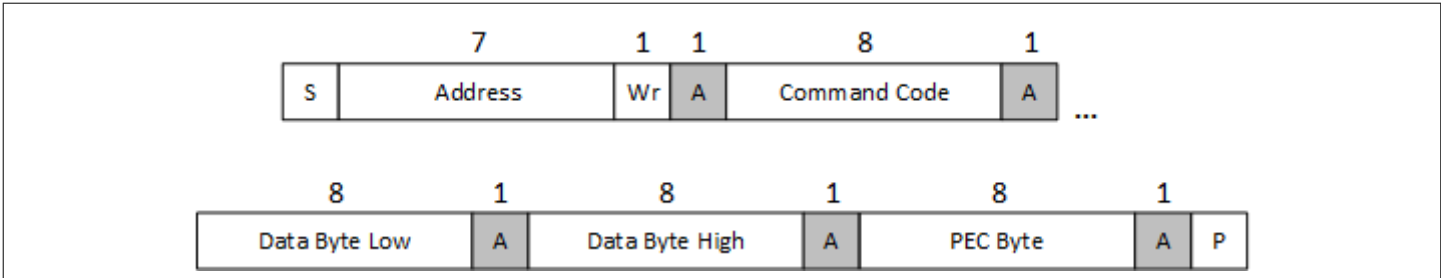 7 1 1 8 1
S Address Wr A Command Code A ...
8 1 8 1 8 1
Data Byte Low A Data Byte High A PEC Byte A P